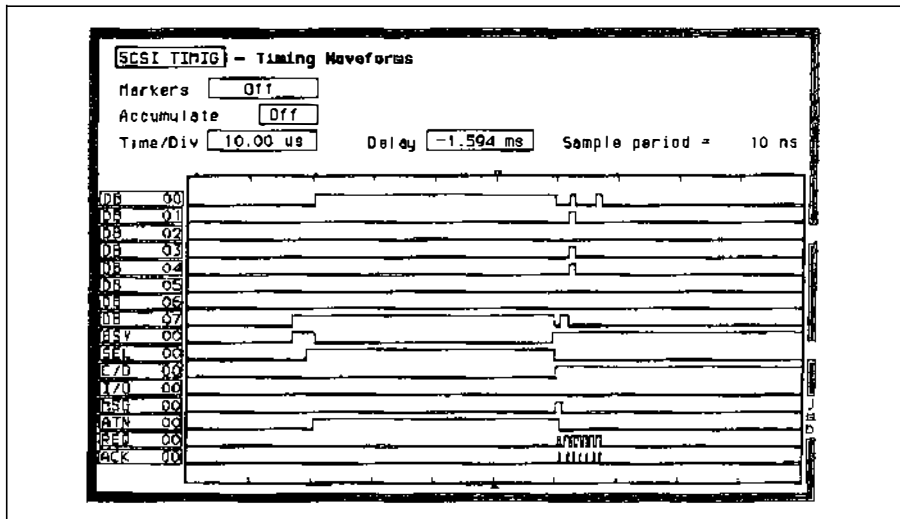 SCSI TIMIG - Timing Waveforms
Markers Off
Accumulate Off
Time/Div 10.00 us Delay -1.594 ms Sample period = 10 ns
DB 00
DB 01
DB 02
DB 03
DB 04
DB 05
DB 06
DB 07
BSY 00
SEL 00
C/D 00
I/O 00
MSG 00
ATN 00
REQ 00
ACK 00